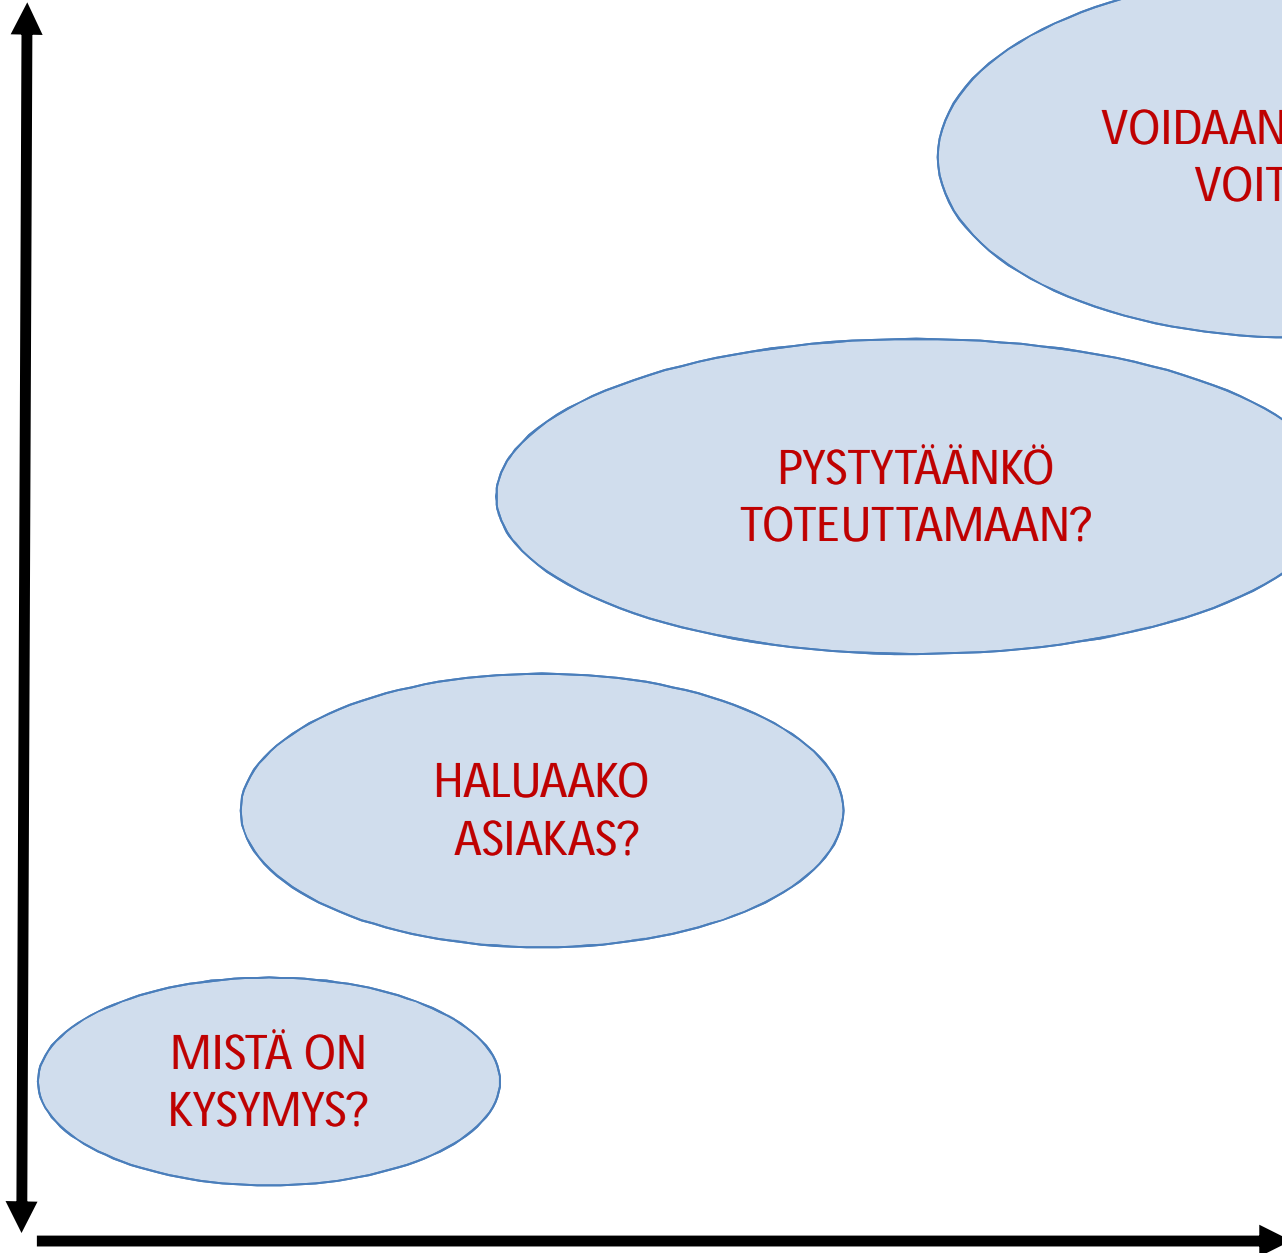 VOIDAAN
PYSTYTÄÄNKÖ
TOTEUTTAMAAN?
HALUAAKO
ASIAKAS?
MISTÄ ON
KYSYMYS?